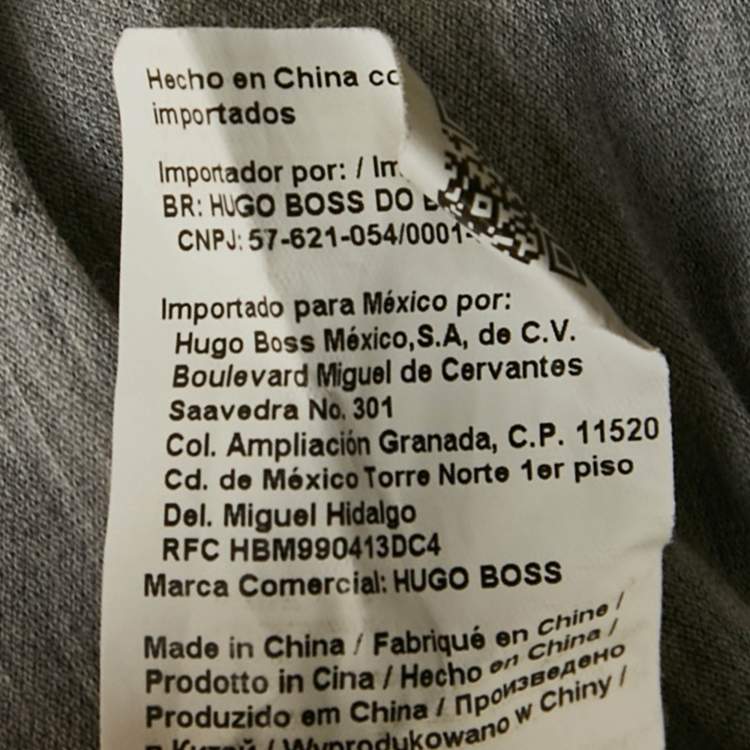 Hecho en China
importados
Importador por: /
BR: HUGO BOSS DO
CNPJ: 57-621-054/0001-
Importado para México por:
Hugo Boss México,S.A, de C.V.
Boulevard Miguel de Cervantes
Saavedra No. 301
Col. Ampliación Granada, C.P. 11520
Cd. de México Torre Norte 1er piso
Del. Miguel Hidalgo
RFC HBM990413DC4
Marca Comercial: HUGO BOSS
Made in China / Fabriqué en Chine /
Prodotto in Cina / Hecho en China /
Produzido em China / Произведено
в Китай / Wyprodukowano w Chiny /